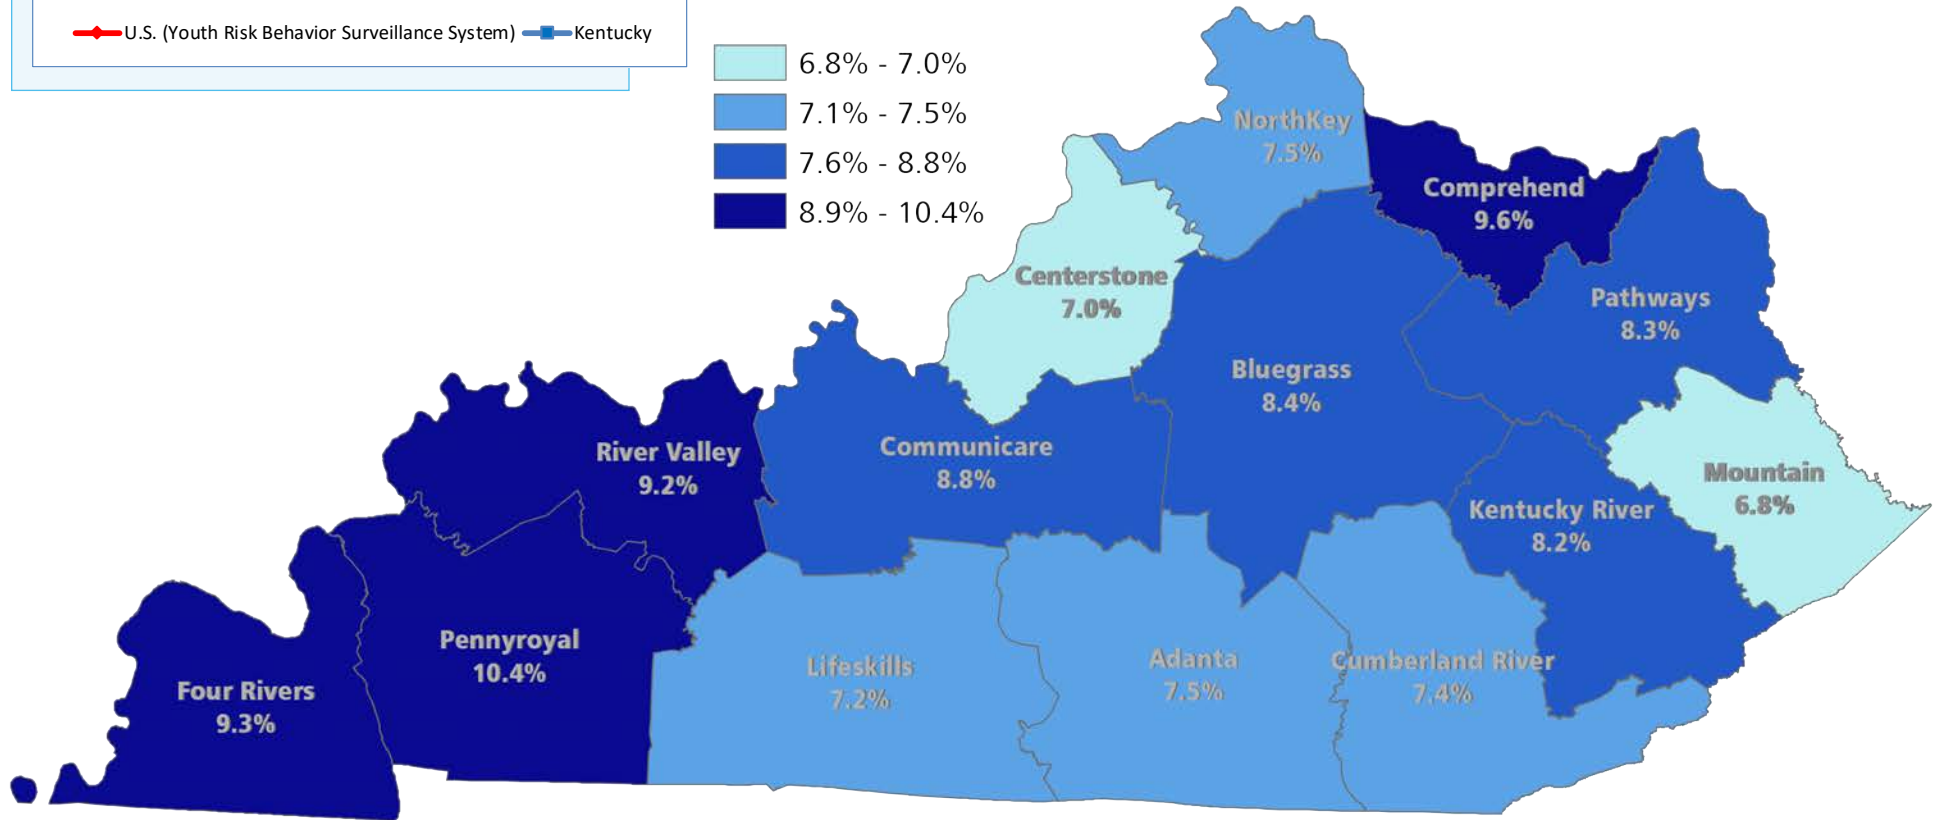 U.S. (Youth Risk Behavior Surveillance System) Kentucky
6.8% - 7.0%
7.1% - 7.5%
7.6% - 8.8%
8.9% - 10.4%
NorthKey
7.5%
Comprehend
9.6%
Centerstone
7.0%
Pathways
8.3%
Bluegrass
8.4%
River Valley
9.2%
Communicare
8.8%
Mountain
6.8%
Kentucky River
8.2%
Four Rivers
9.3%
Pennyroyal
10.4%
Lifeskills
7.2%
Adanta
7.5%
Cumberland River
7.4%